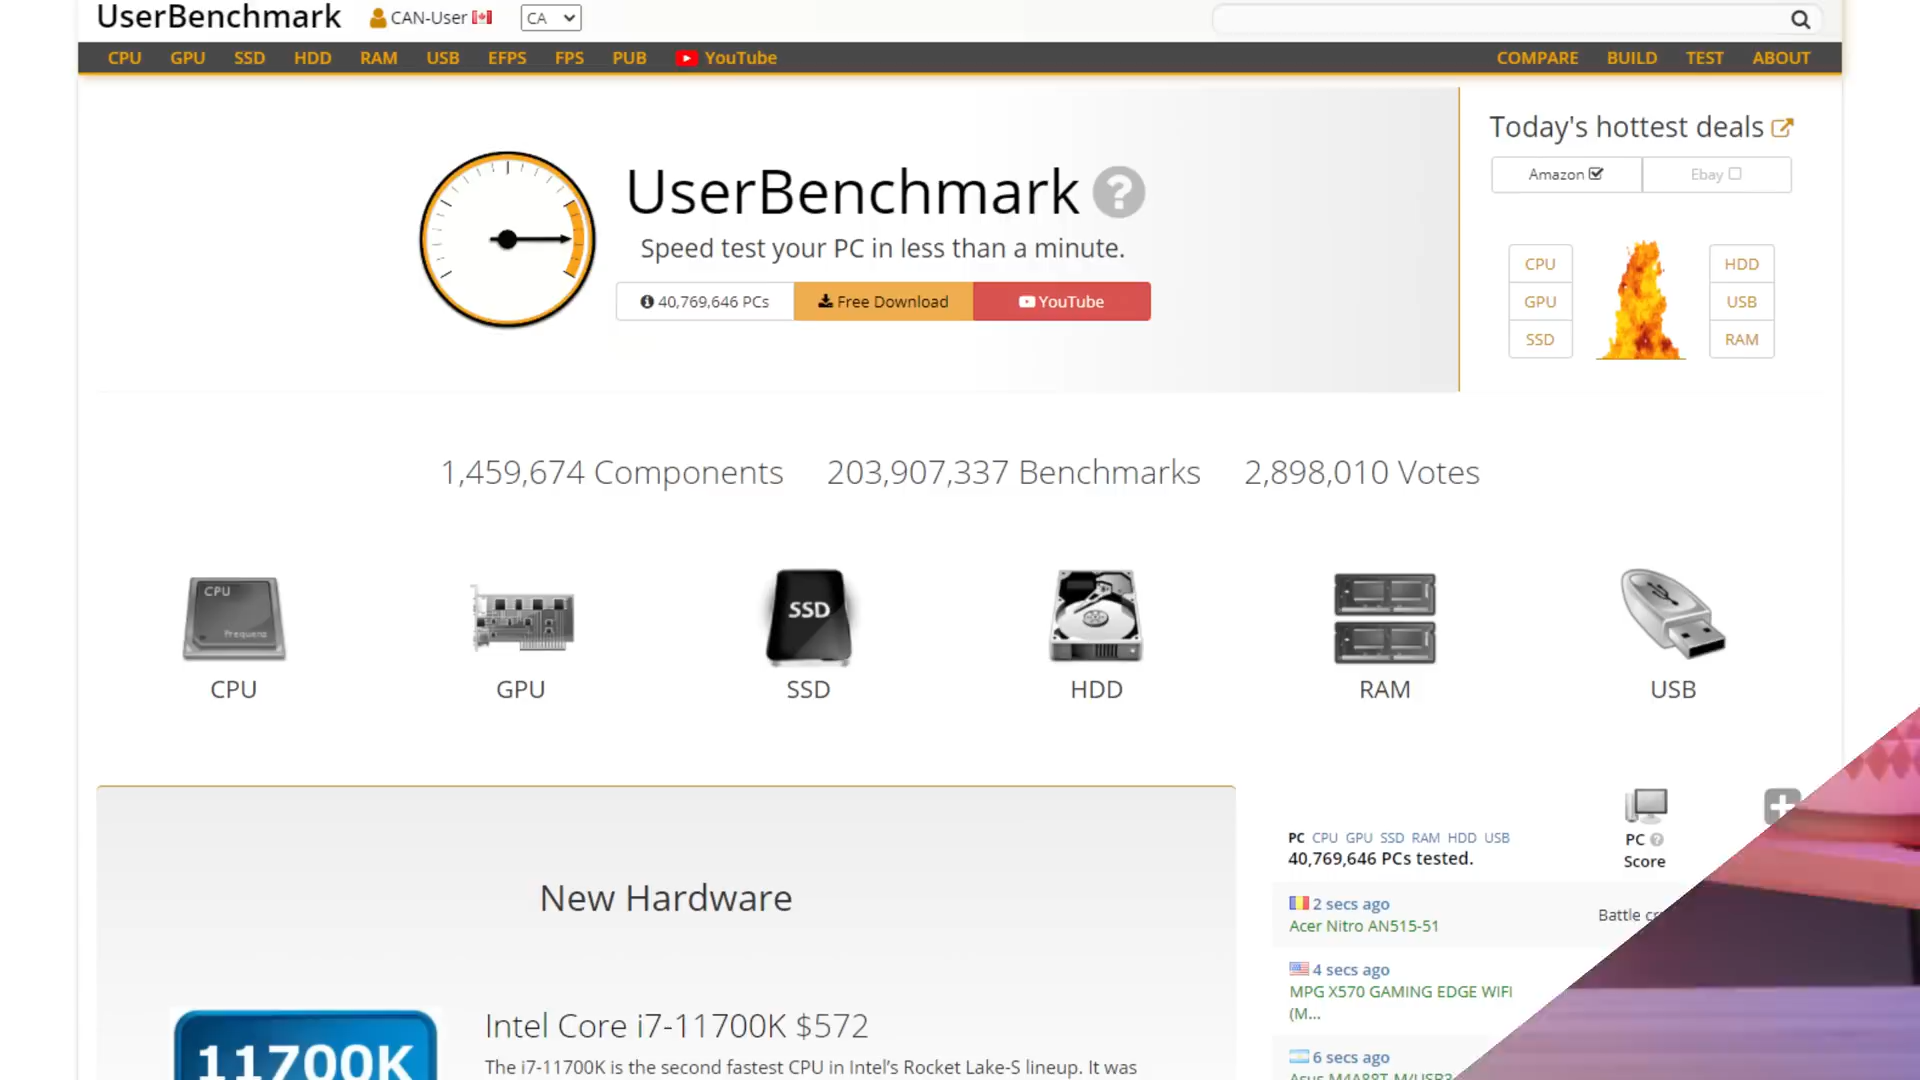 UserBenchmark CAN-User CA
CPU GPU SSD HDD RAM USB EFPS FPS PUB YouTube COMPARE BUILD TEST ABOUT
UserBenchmark ?
Speed test your PC in less than a minute.
40,769,646 PCs Free Download YouTube
Today's hottest deals
Amazon Ebay
CPU HDD
GPU USB
SSD RAM
1,459,674 Components 203,907,337 Benchmarks 2,898,010 Votes
CPU
Frequenz
SSD
CPU GPU SSD HDD RAM USB
New Hardware
11700K
Intel Core i7-11700K $572
The i7-11700K is the second fastest CPU in Intel's Rocket Lake-S lineup. It was
PC CPU GPU SSD RAM HDD USB
40,769,646 PCs tested.
PC ?
Score
2 secs ago
Acer Nitro AN515-51
Battle
4 secs ago
MPG X570 GAMING EDGE WIFI
(M...
6 secs ago
Asus M4A88T-M/USB3